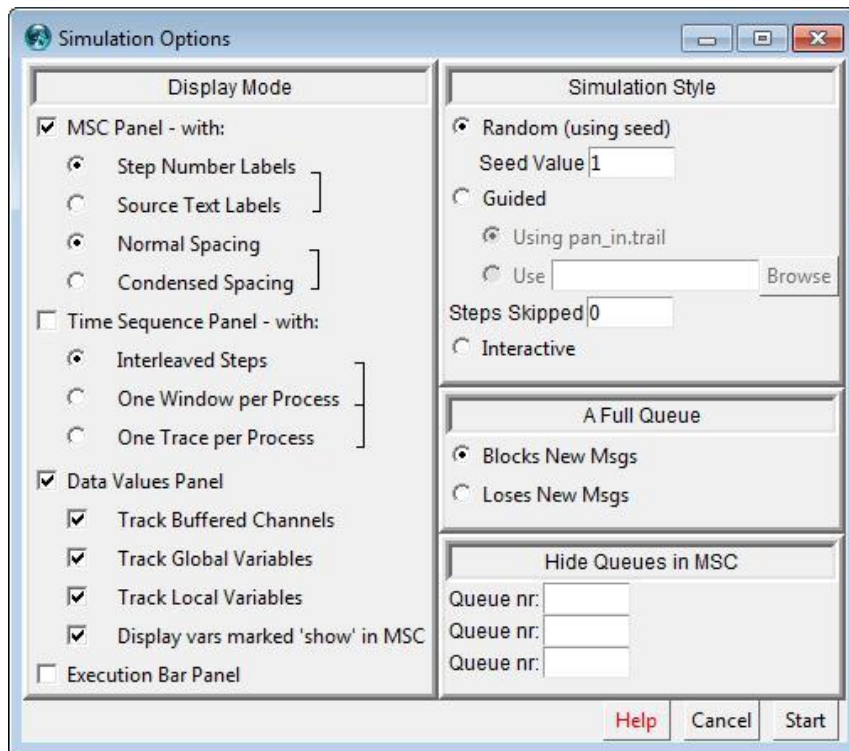 Simulation Options
Display Mode
MSC Panel - with:
Step Number Labels
Source Text Labels
Normal Spacing
Condensed Spacing
Time Sequence Panel - with:
Interleaved Steps
One Window per Process
One Trace per Process
Data Values Panel
Track Buffered Channels
Track Global Variables
Track Local Variables
Display vars marked 'show' in MSC
Execution Bar Panel
Simulation Style
Random (using seed)
Seed Value 1
Guided
Using pan_in.trail
Use Browse
Steps Skipped 0
Interactive
A Full Queue
Blocks New Msgs
Loses New Msgs
Hide Queues in MSC
Queue nr:
Queue nr:
Queue nr:
Help Cancel Start